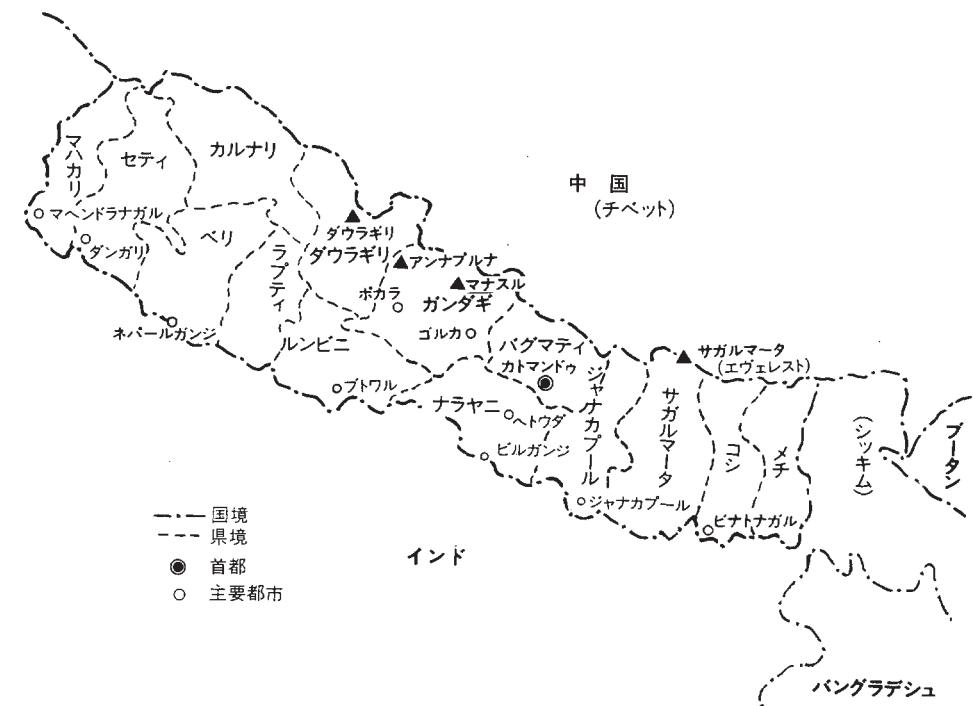 中国
(チベット)
マハカリ
セティ
カルナリ
マヘンドラナガル
ダンガリ
ベリ
ラプティ
ダウラギリ
ダウラギリ
アンナプルナ
マナスル
ポカラ
ガンダギ
ゴルカ
ネパールガンジ
ルンビニ
バグマティ
カトマンドゥ
サガルマータ
(エヴェレスト)
ブトワル
ナラヤニ
ヘトウダ
ビルガンジ
ジャナカプール
サガルマータ
コシ
メチ
(シッキム)
ブータン
ジャナカプール
ビナトナガル
国境
県境
首都
主要都市
インド
バングラデシュ